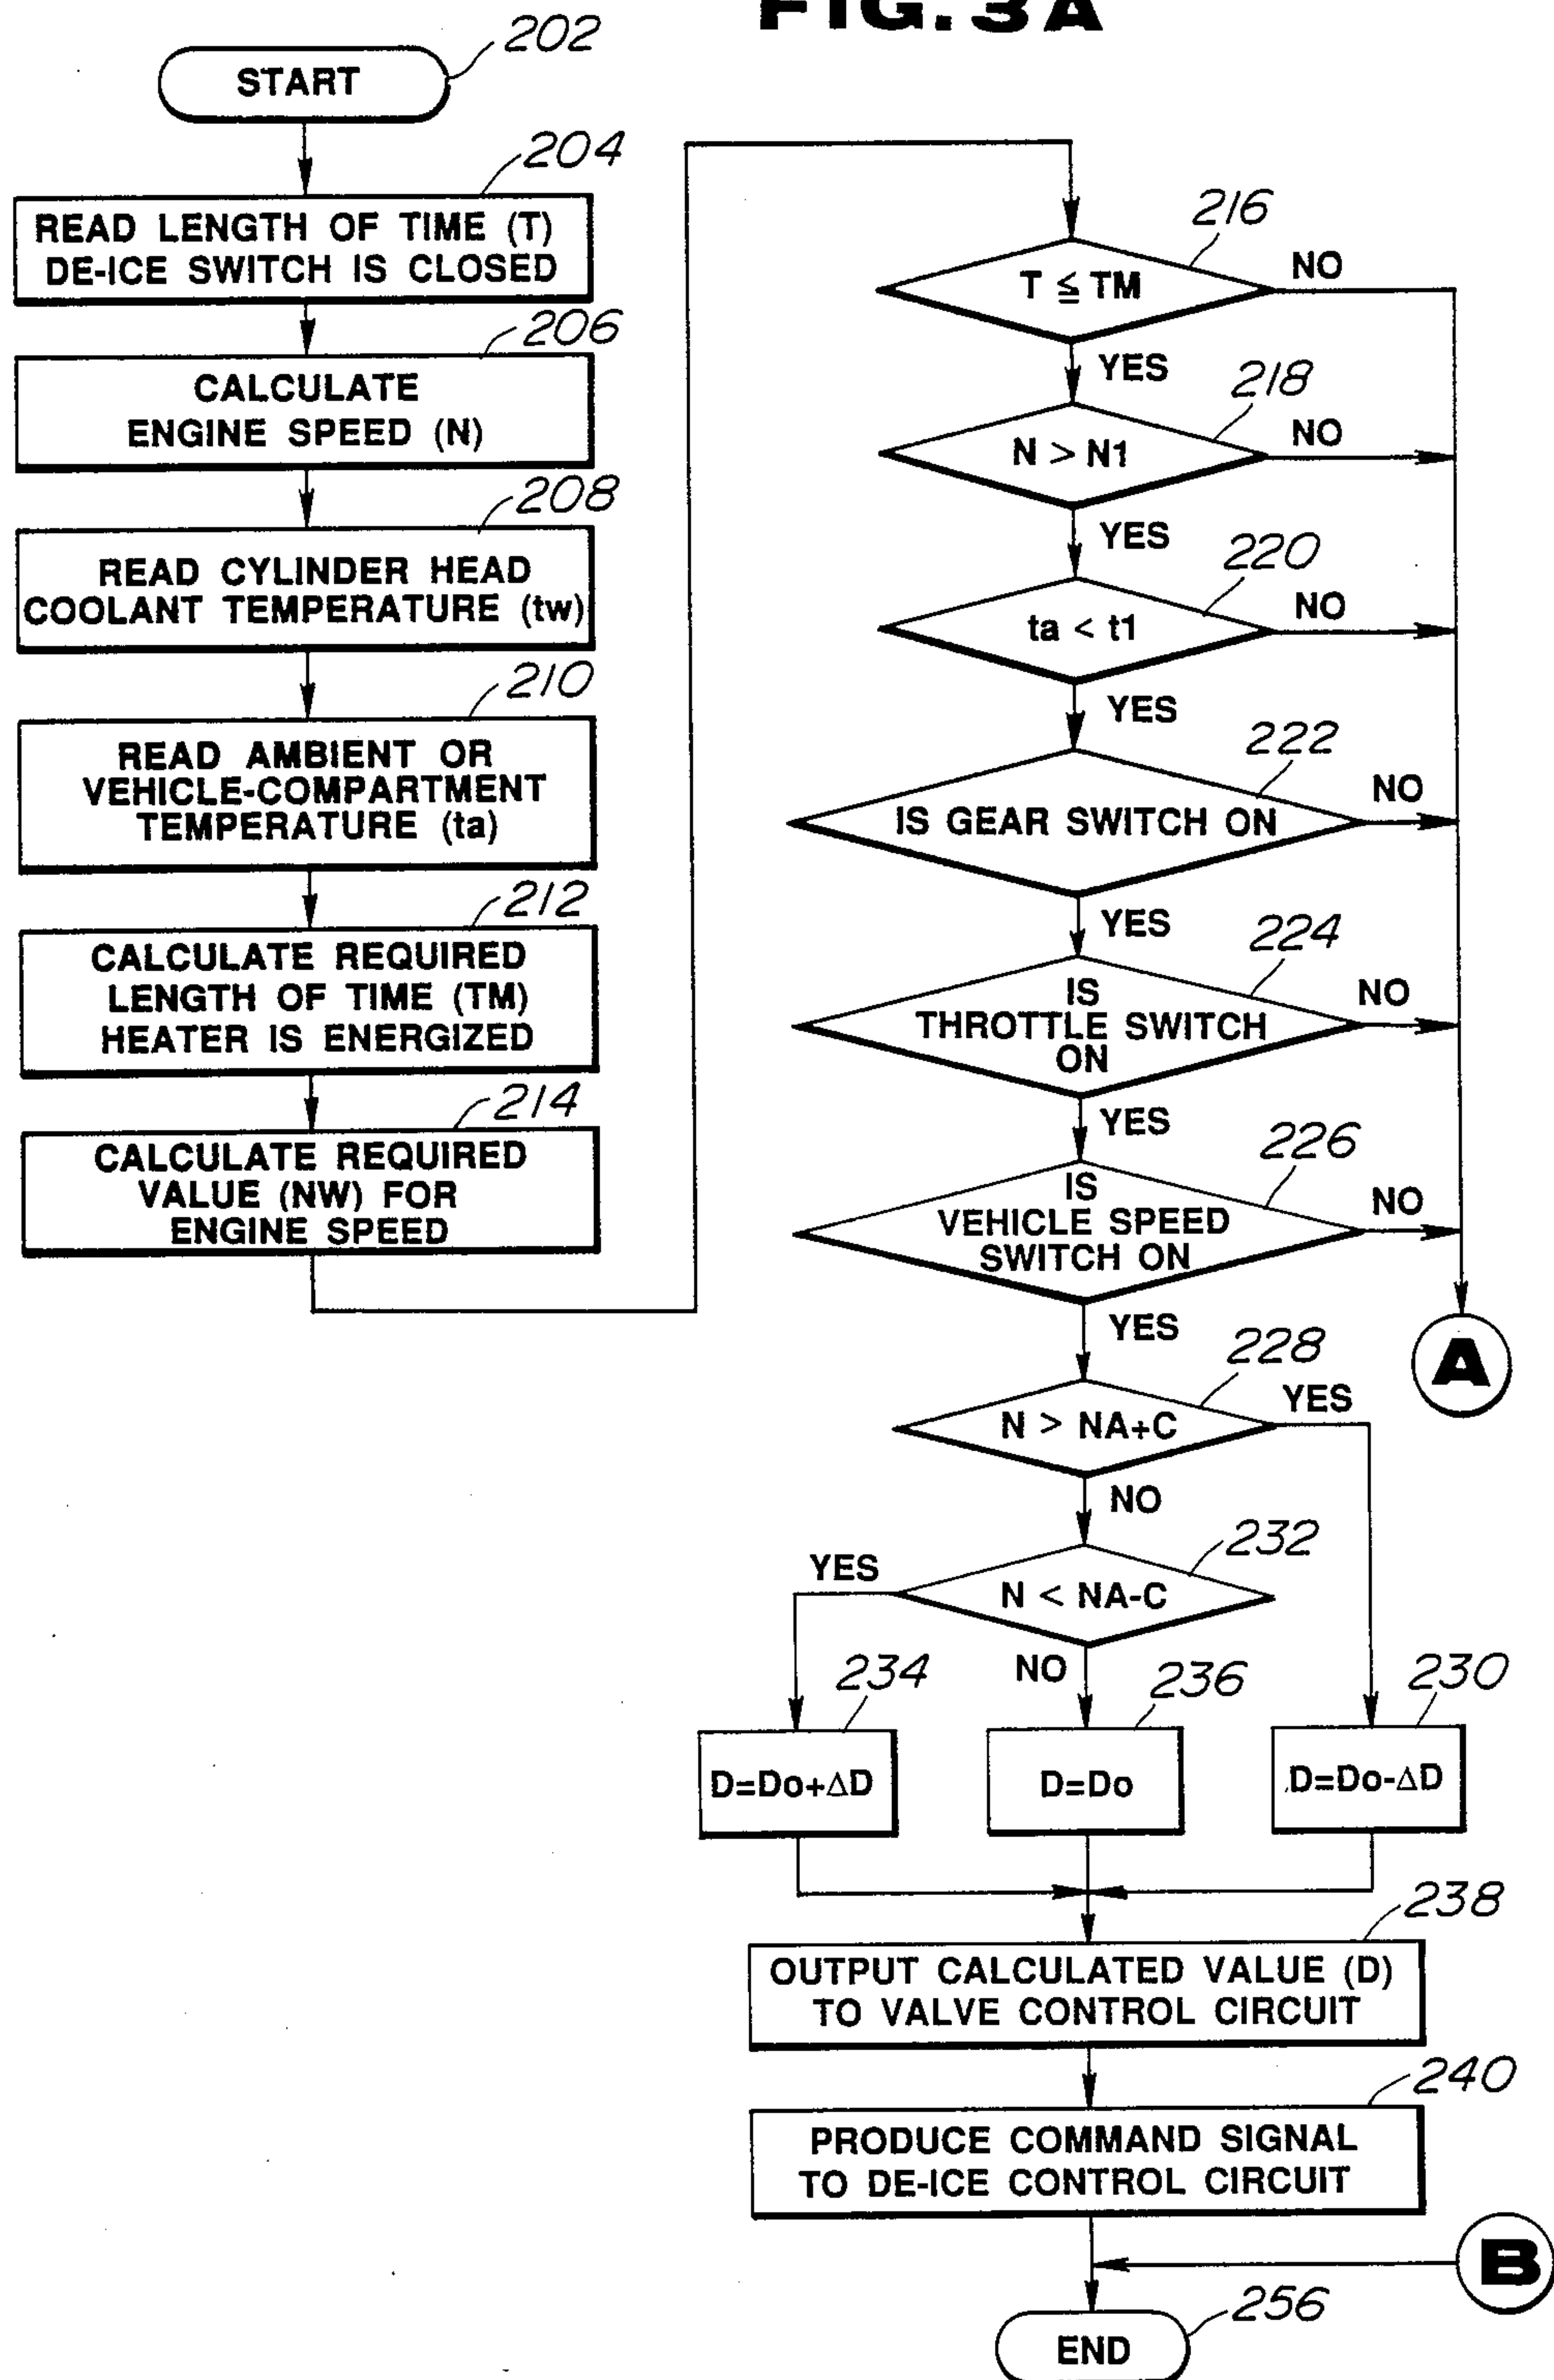 FIG. 3A
202
START
204
READ LENGTH OF TIME (T)
DE-ICE SWITCH IS CLOSED
206
CALCULATE
ENGINE SPEED (N)
208
READ CYLINDER HEAD
COOLANT TEMPERATURE (tw)
210
READ AMBIENT OR
VEHICLE-COMPARTMENT
TEMPERATURE (ta)
212
CALCULATE REQUIRED
LENGTH OF TIME (TM)
HEATER IS ENERGIZED
214
CALCULATE REQUIRED
VALUE (NW) FOR
ENGINE SPEED
216
T ≦ TM
NO
YES
218
N > N1
NO
YES
220
ta < t1
NO
YES
222
IS GEAR SWITCH ON
NO
YES
224
IS
THROTTLE SWITCH
ON
NO
YES
226
IS
VEHICLE SPEED
SWITCH ON
NO
YES
A
228
N > NA+C
YES
NO
232
N < NA-C
YES
NO
234
D=Do+ΔD
236
D=Do
230
D=Do-ΔD
238
OUTPUT CALCULATED VALUE (D)
TO VALVE CONTROL CIRCUIT
240
PRODUCE COMMAND SIGNAL
TO DE-ICE CONTROL CIRCUIT
B
256
END